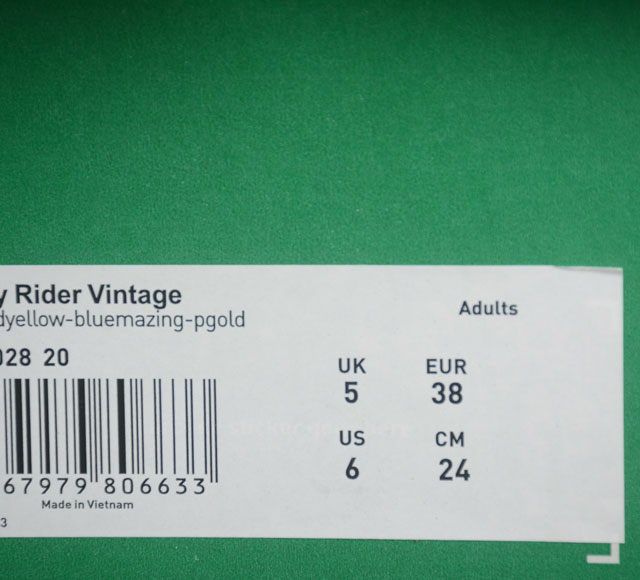 y Rider Vintage
dyellow-bluemazing-pgold
Adults
028 20
UK EUR
5 38
US CM
6 24
67979 806633
Made in Vietnam
3